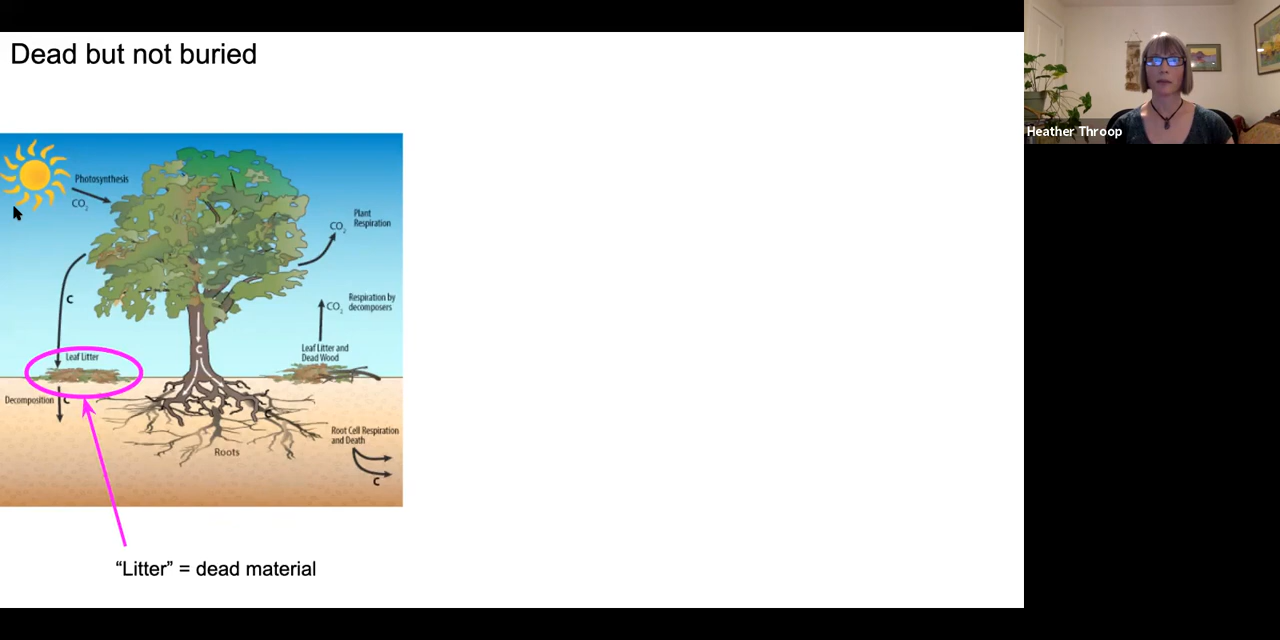 Dead but not buried
Heather Throop
Photosynthesis
CO2
Plant
Respiration
CO2
C
Respiration by
decomposers
CO2
Leaf Litter and
Dead Wood
C
Leaf Litter
Decomposition
C
C
Root Cell Respiration
and Death
Roots
C
“Litter” = dead material